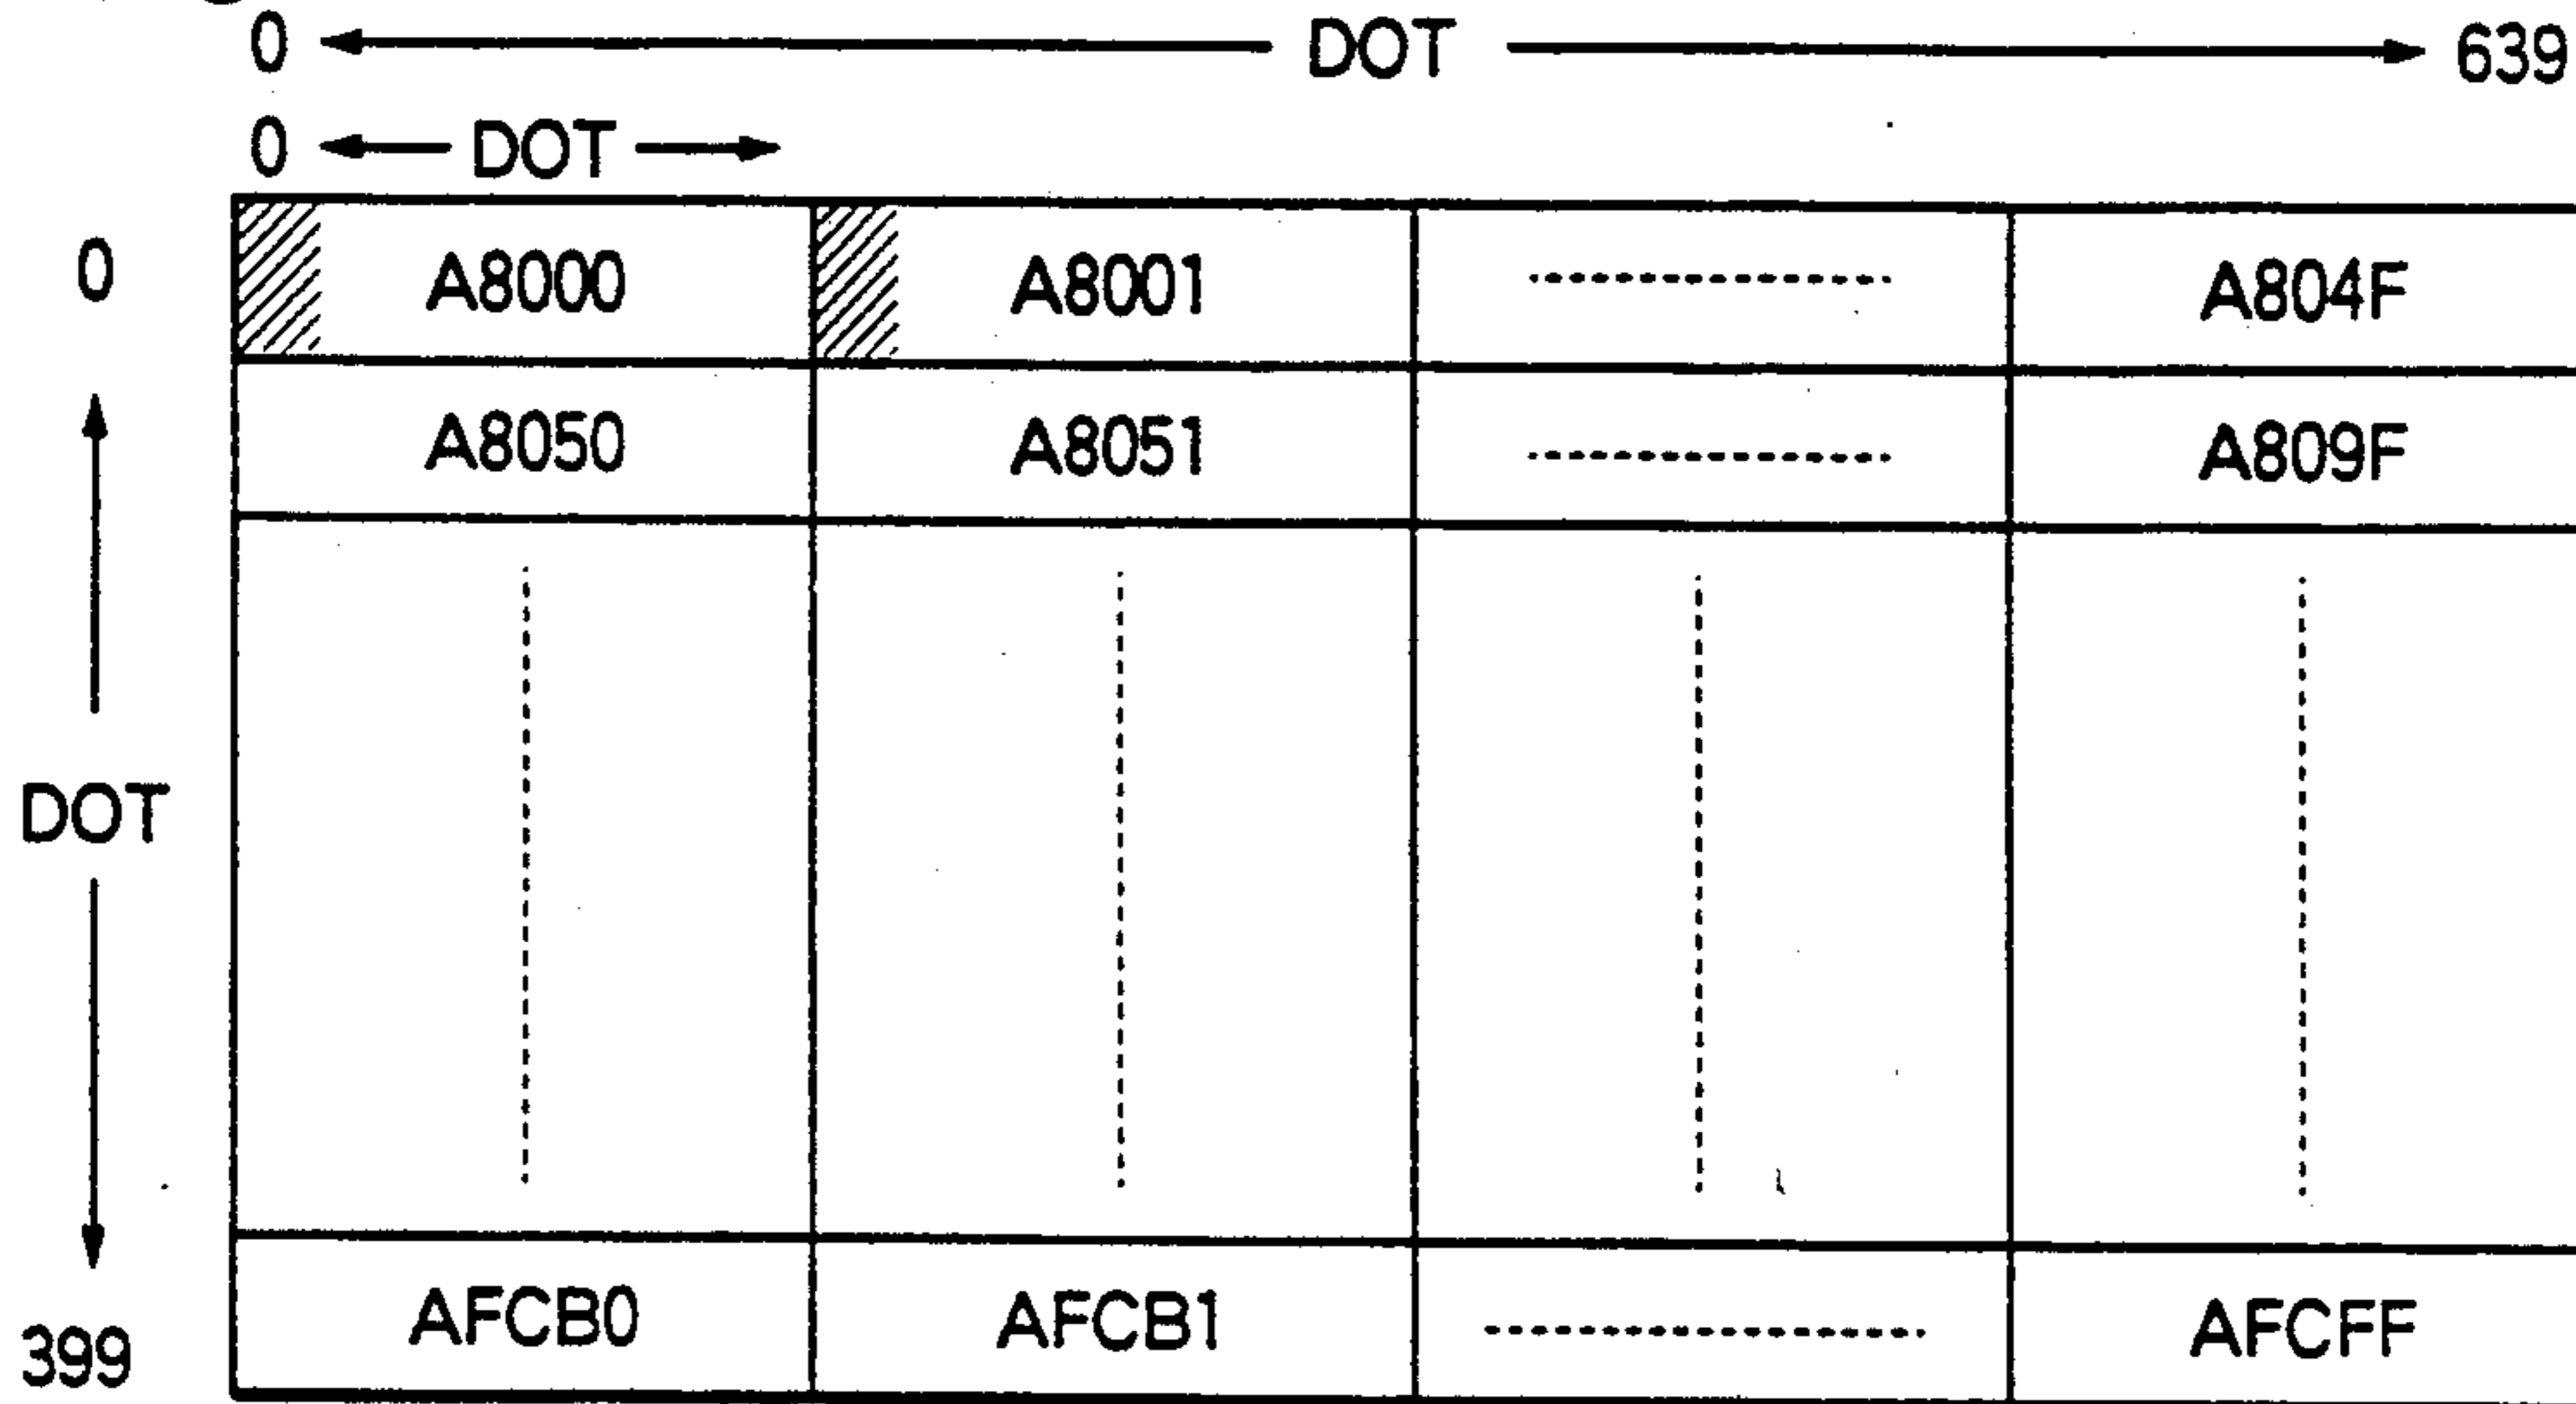 0 DOT 639
0 DOT
0 A8000 A8001 A804F
A8050 A8051 A809F
DOT
399 AFCB0 AFCB1 AFCFF